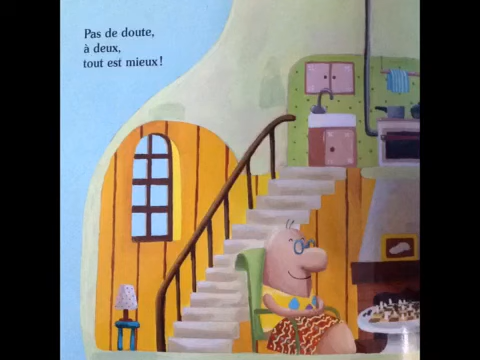 Pas de doute,
à deux,
tout est mieux !